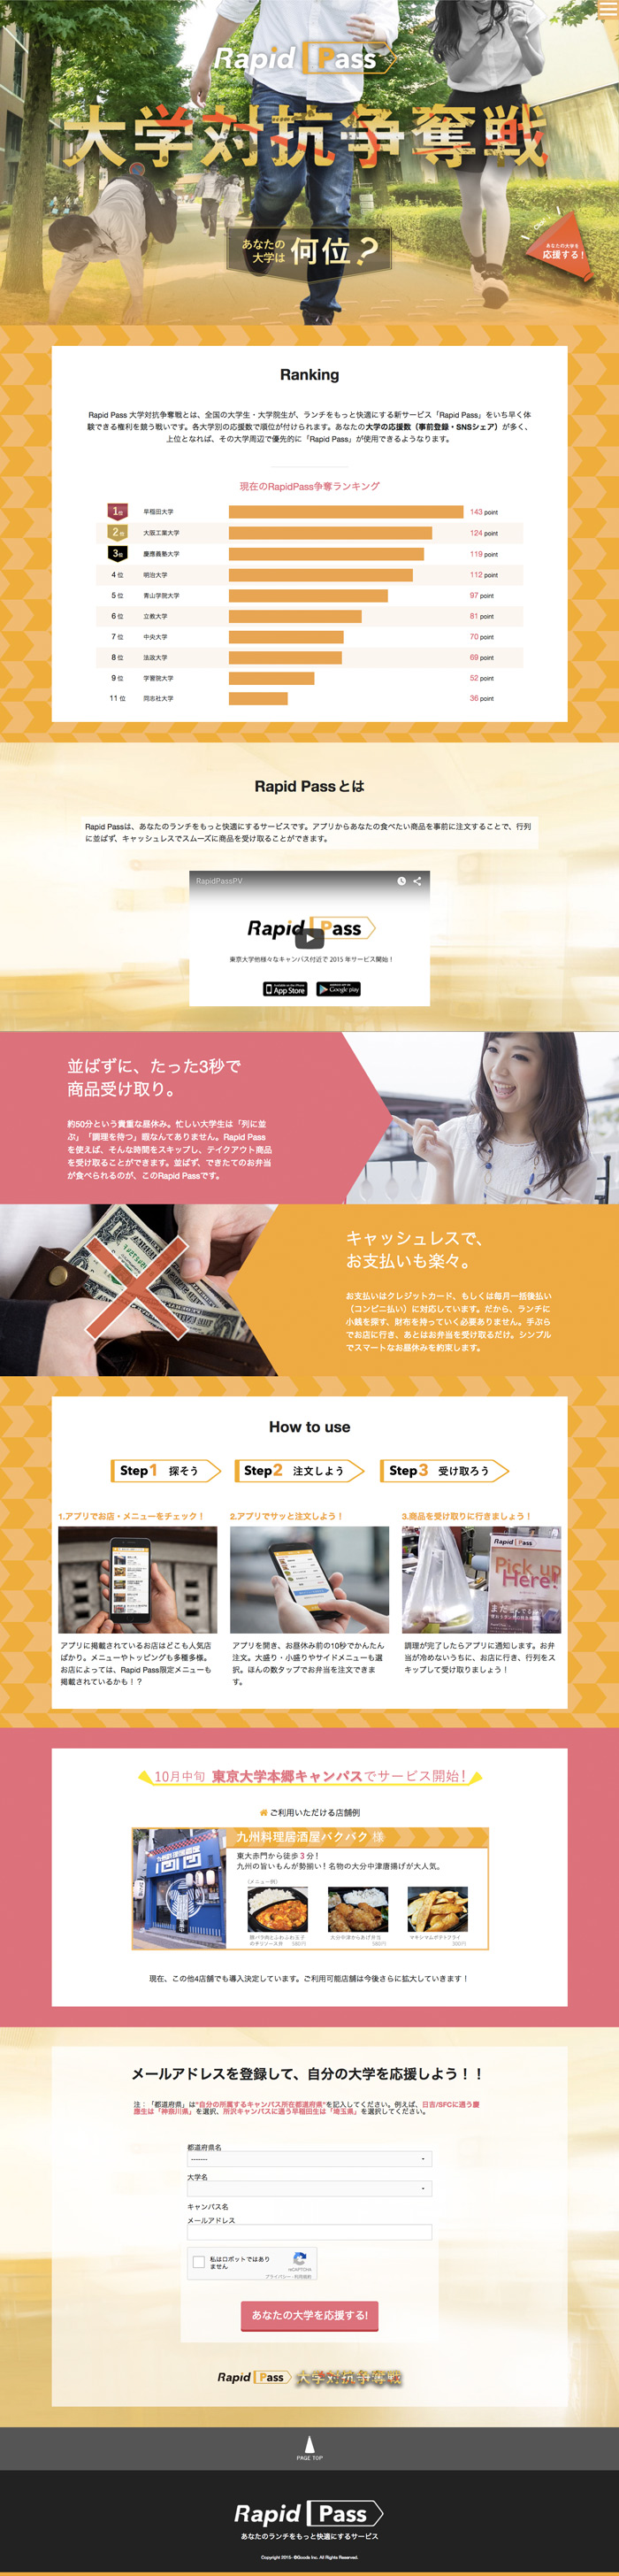 Rapid Pass
大学対抗争奪戦
あなたの
大学は
何位?
あなたの大学を
応援する!
Ranking
Rapid Pass 大学対抗争奪戦とは、全国の大学生・大学院生が、ランチをもっと快適にする新サービス「Rapid Pass」をいち早く体
験できる権利を競う戦いです。各大学別の応援数で順位が付けられます。あなたの大学の応援数（事前登録・SNSシェア）が多く、
上位となれば、その大学周辺で優先的に「Rapid Pass」が使用できるようなります。
現在のRapidPass争奪ランキング
1位 早稲田大学 143 point
2位 大阪工業大学 124 point
3位 慶應義塾大学 119 point
4 位 明治大学 112 point
5 位 青山学院大学 97 point
6 位 立教大学 81 point
7 位 中央大学 70 point
8 位 法政大学 69 point
9 位 学習院大学 52 point
11 位 同志社大学 36 point
Rapid Passとは
Rapid Passは、あなたのランチをもっと快適にするサービスです。アプリからあなたの食べたい商品を事前に注文することで、行列
に並ばず、キャッシュレスでスムーズに商品を受け取ることができます。
RapidPassPV
Rapid Pass
東京大学他様々なキャンパス付近で 2015 年サービス開始！
App Store
Google play
並ばずに、たった3秒で
商品受け取り。
約50分という貴重な昼休み。忙しい大学生は「列に並
ぶ」「調理を待つ」暇なんてありません。Rapid Pass
を使えば、そんな時間をスキップし、テイクアウト商品
を受け取ることができます。並ばず、できたてのお弁当
が食べられるのが、このRapid Passです。
キャッシュレスで、
お支払いも楽々。
お支払いはクレジットカード、もしくは毎月一括後払い
（コンビニ払い）に対応しています。だから、ランチに
小銭を探す、財布を持っていく必要ありません。手ぶら
でお店に行き、あとはお弁当を受け取るだけ。シンプル
でスマートなお昼休みを約束します。
How to use
Step1 探そう
Step2 注文しよう
Step3 受け取ろう
1.アプリでお店・メニューをチェック！
2.アプリでサッと注文しよう！
3.商品を受け取りに行きましょう！
Rapid Pass
Pick up
Here!
アプリに掲載されているお店はどこも人気店
ばかり。メニューやトッピングも多種多様。
お店によっては、Rapid Pass限定メニューも
掲載されているかも！？
アプリを開き、お昼休み前の10秒でかんたん
注文。大盛り・小盛りやサイドメニューも選
択。ほんの数タップでお弁当を注文できま
す。
調理が完了したらアプリに通知します。お弁
当が冷めないうちに、お店に行き、行列をス
キップして受け取りましょう！
10月中旬 東京大学本郷キャンパスでサービス開始！
ご利用いただける店舗例
九州料理居酒屋バクバク 様
東大赤門から徒歩 3 分！
九州の旨いもんが勢揃い！名物の大分中津唐揚げが大人気。
（メニュー例）
豚バラ肉とふわふわ玉子
のチリソース弁 580円
大分中津からあげ弁当
580円
マキシマムポテトフライ
300円
現在、この他4店舗でも導入決定しています。ご利用可能店舗は今後さらに拡大していきます！
メールアドレスを登録して、自分の大学を応援しよう！！
注：「都道府県」は"自分の所属するキャンパス所在都道府県"を記入してください。例えば、日吉/SFCに通う慶
應生は「神奈川県」を選択、所沢キャンパスに通う早稲田生は「埼玉県」を選択してください。
都道府県名
-------
大学名
キャンパス名
メールアドレス
私はロボットではあり
ません
reCAPTCHA
プライバシー - 利用規約
あなたの大学を応援する!
Rapid Pass 大学対抗争奪戦
PAGE TOP
Rapid Pass
あなたのランチをもっと快適にするサービス
Copyright 2015- ©Goods Inc. All Rights Reserved.